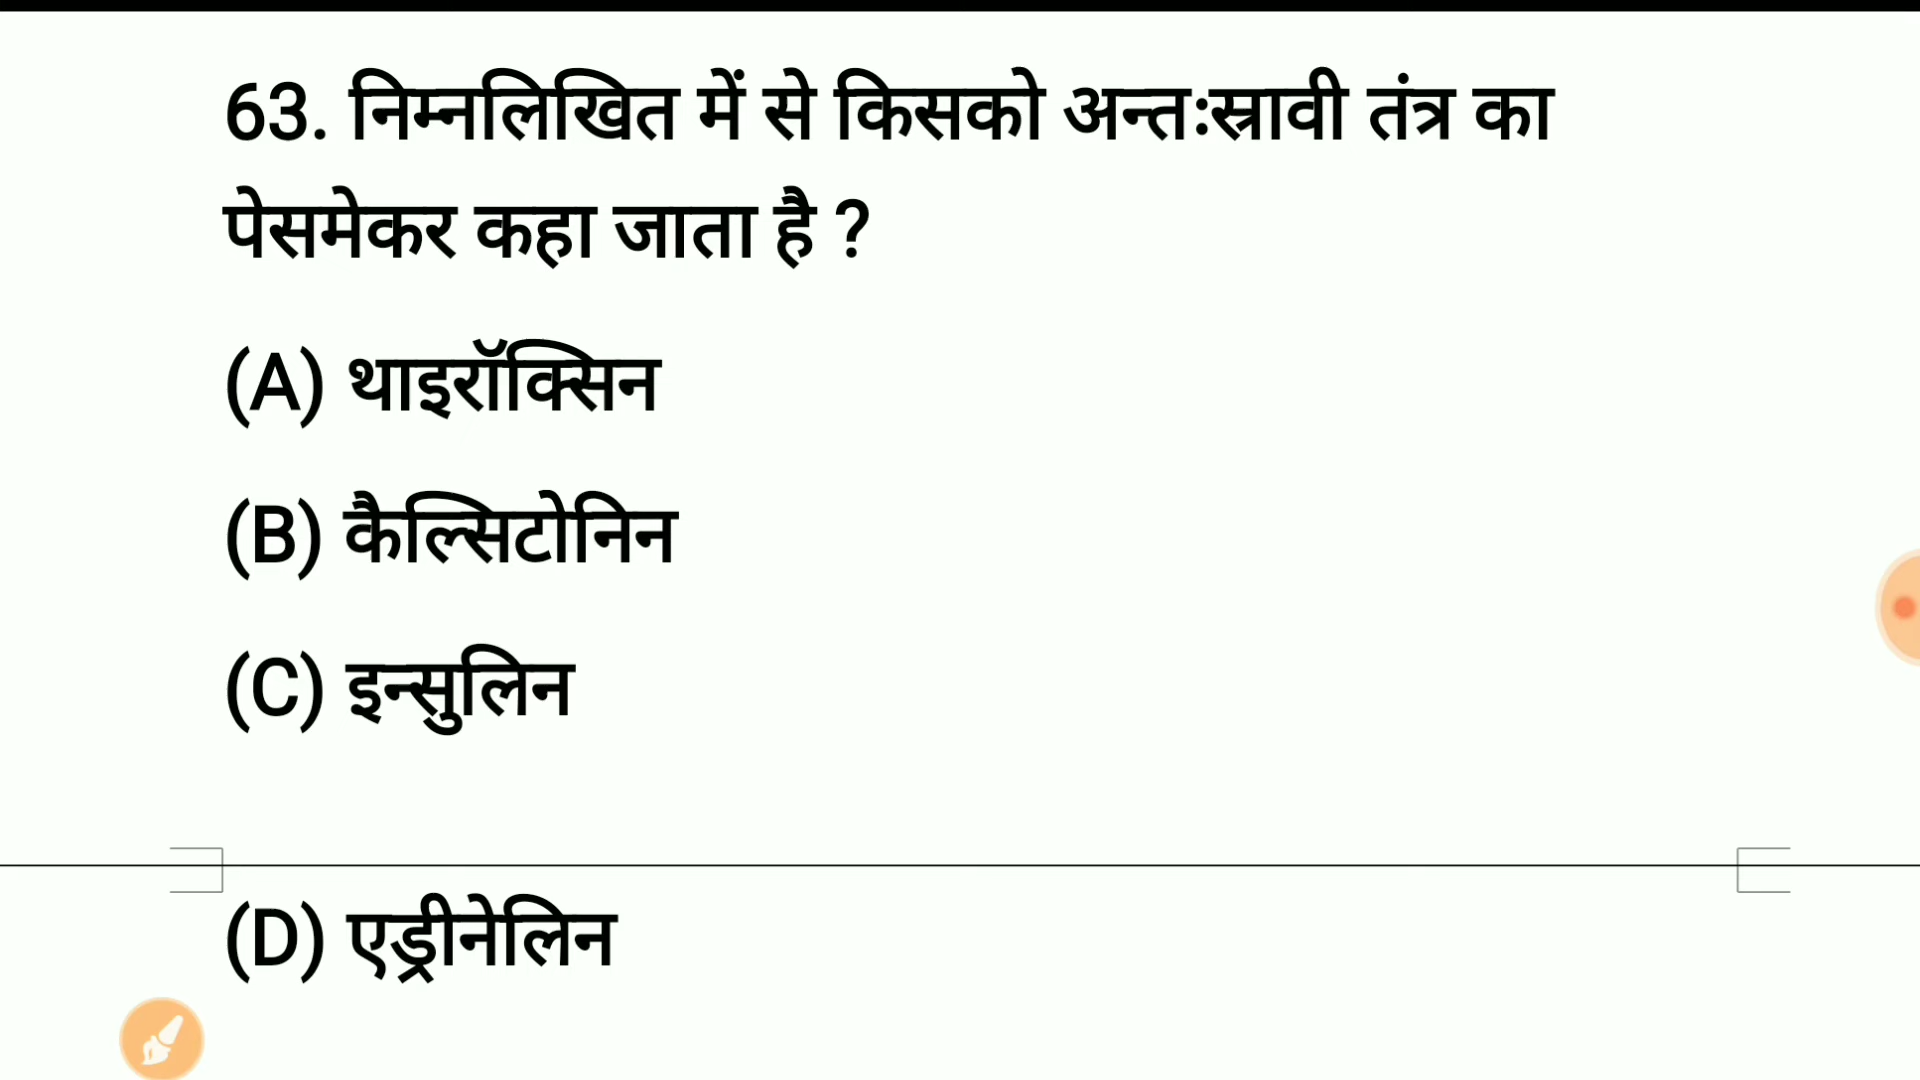 63. निम्नलिखित में से किसको अन्तःस्रावी तंत्र का
पेसमेकर कहा जाता है ?
(A) थाइरॉक्सिन
(B) कैल्सिटोनिन
(C) इन्सुलिन
(D) एड्रीनेलिन